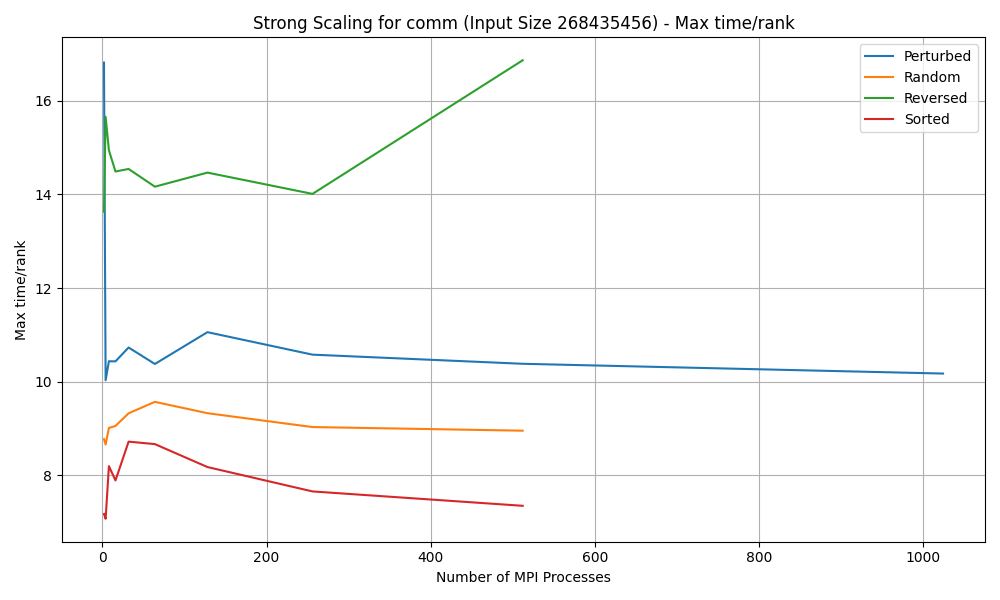 Strong Scaling for comm (Input Size 268435456) - Max time/rank
Perturbed
Random
Reversed
Sorted
Max time/rank
16
14
12
10
8
0 200 400 600 800 1000
Number of MPI Processes